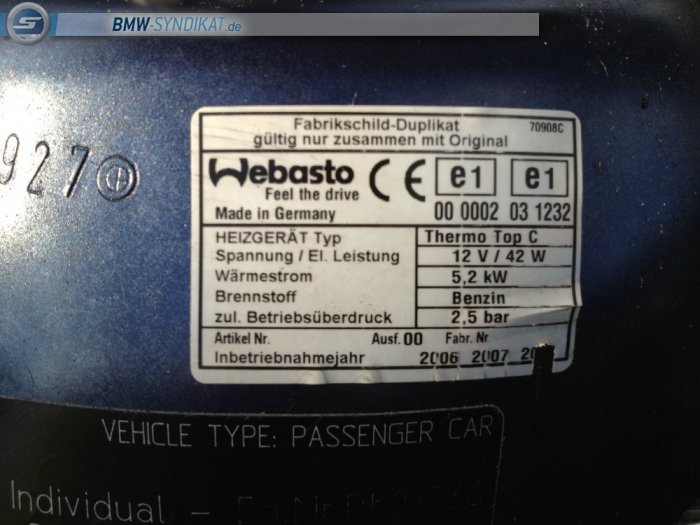 BMW-SYNDIKAT.de
927
Fabrikschild-Duplikat 70908C
gültig nur zusammen mit Original
Webasto CE e1 e1
Feel the drive
Made in Germany 00 0002 03 1232
HEIZGERÄT Typ Thermo Top C
Spannung / El. Leistung 12 V / 42 W
Wärmestrom 5,2 kW
Brennstoff Benzin
zul. Betriebsüberdruck 2,5 bar
Artikel Nr. Ausf. 00 Fabr. Nr
Inbetriebnahmejahr 2006 2007
VEHICLE TYPE: PASSENGER CAR
Individual -